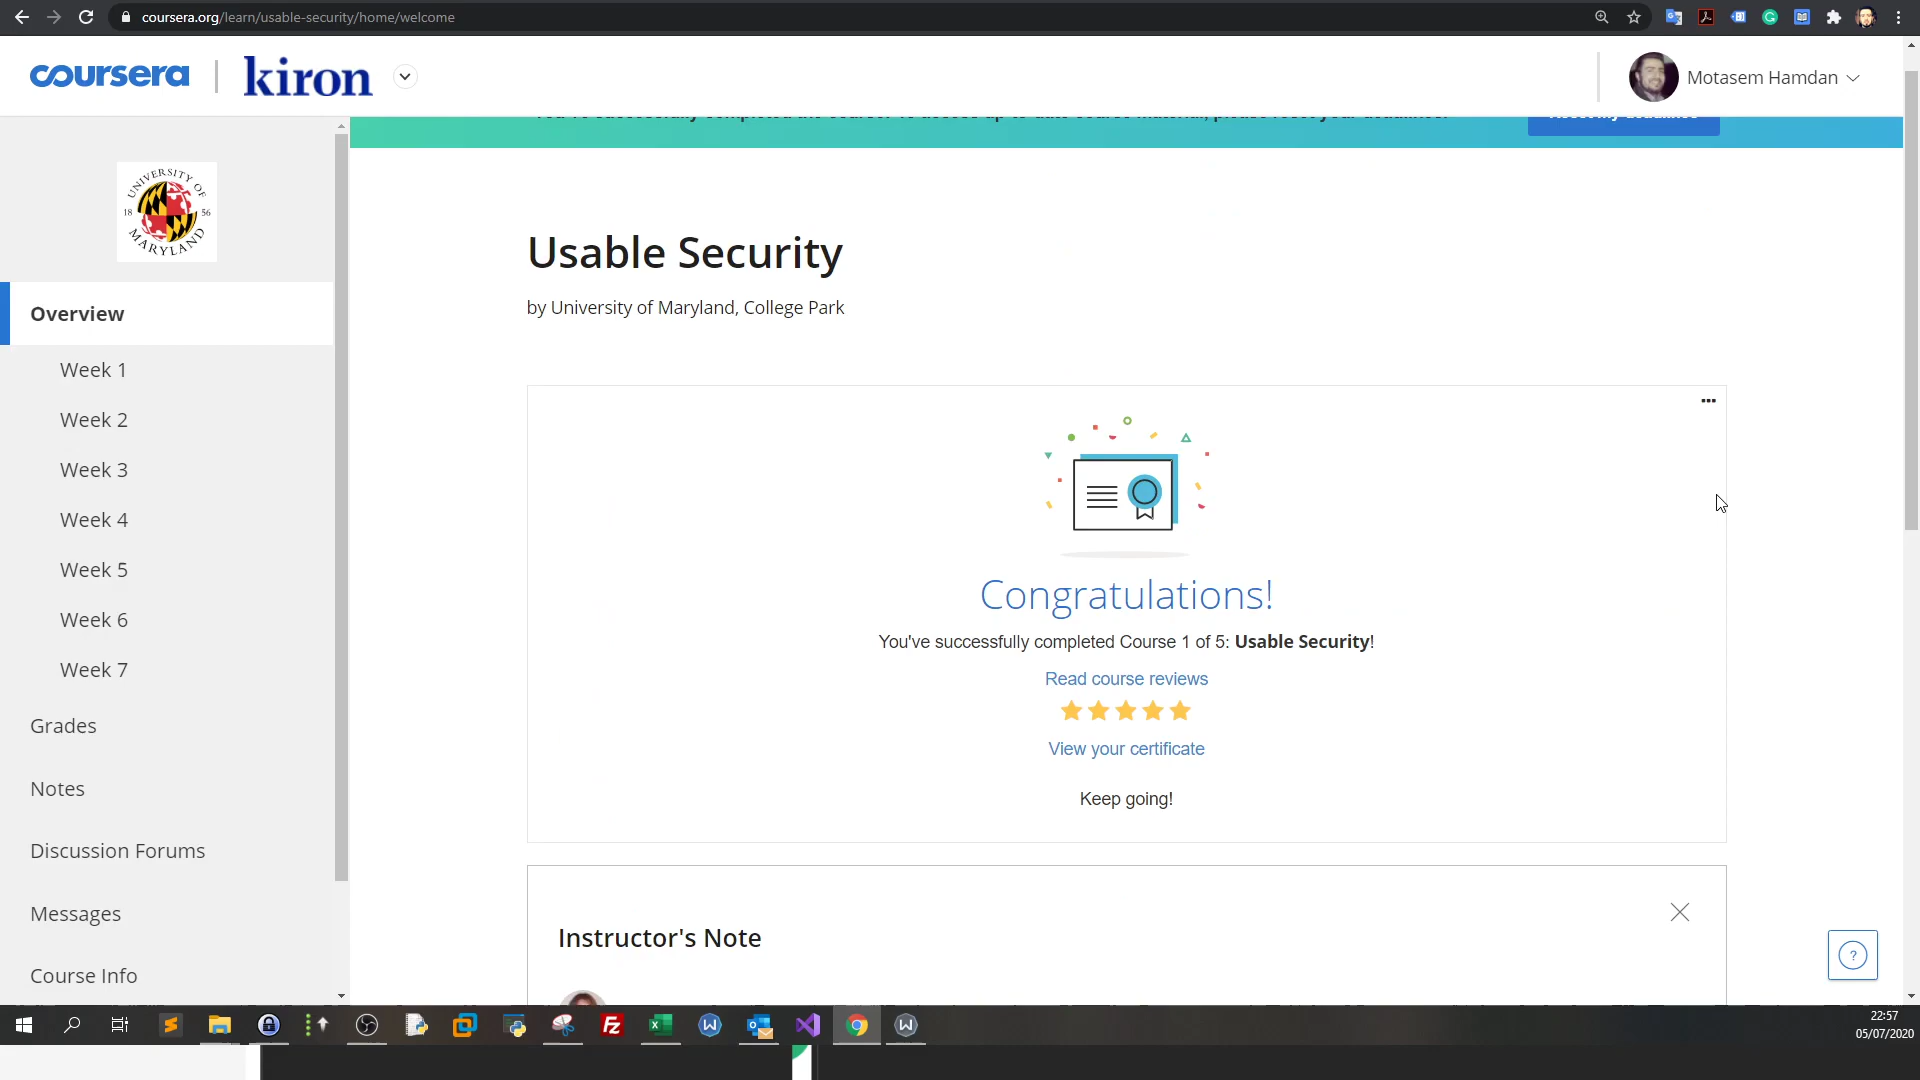 coursera.org/learn/usable-security/home/welcome
coursera | kiron
Motasem Hamdan
UNIVERSITY OF
18 56
MARYLAND
Overview
Week 1
Week 2
Week 3
Week 4
Week 5
Week 6
Week 7
Grades
Notes
Discussion Forums
Messages
Course Info
Usable Security
by University of Maryland, College Park
Congratulations!
You've successfully completed Course 1 of 5: Usable Security!
Read course reviews
View your certificate
Keep going!
Instructor's Note
?
22:57
05/07/2020